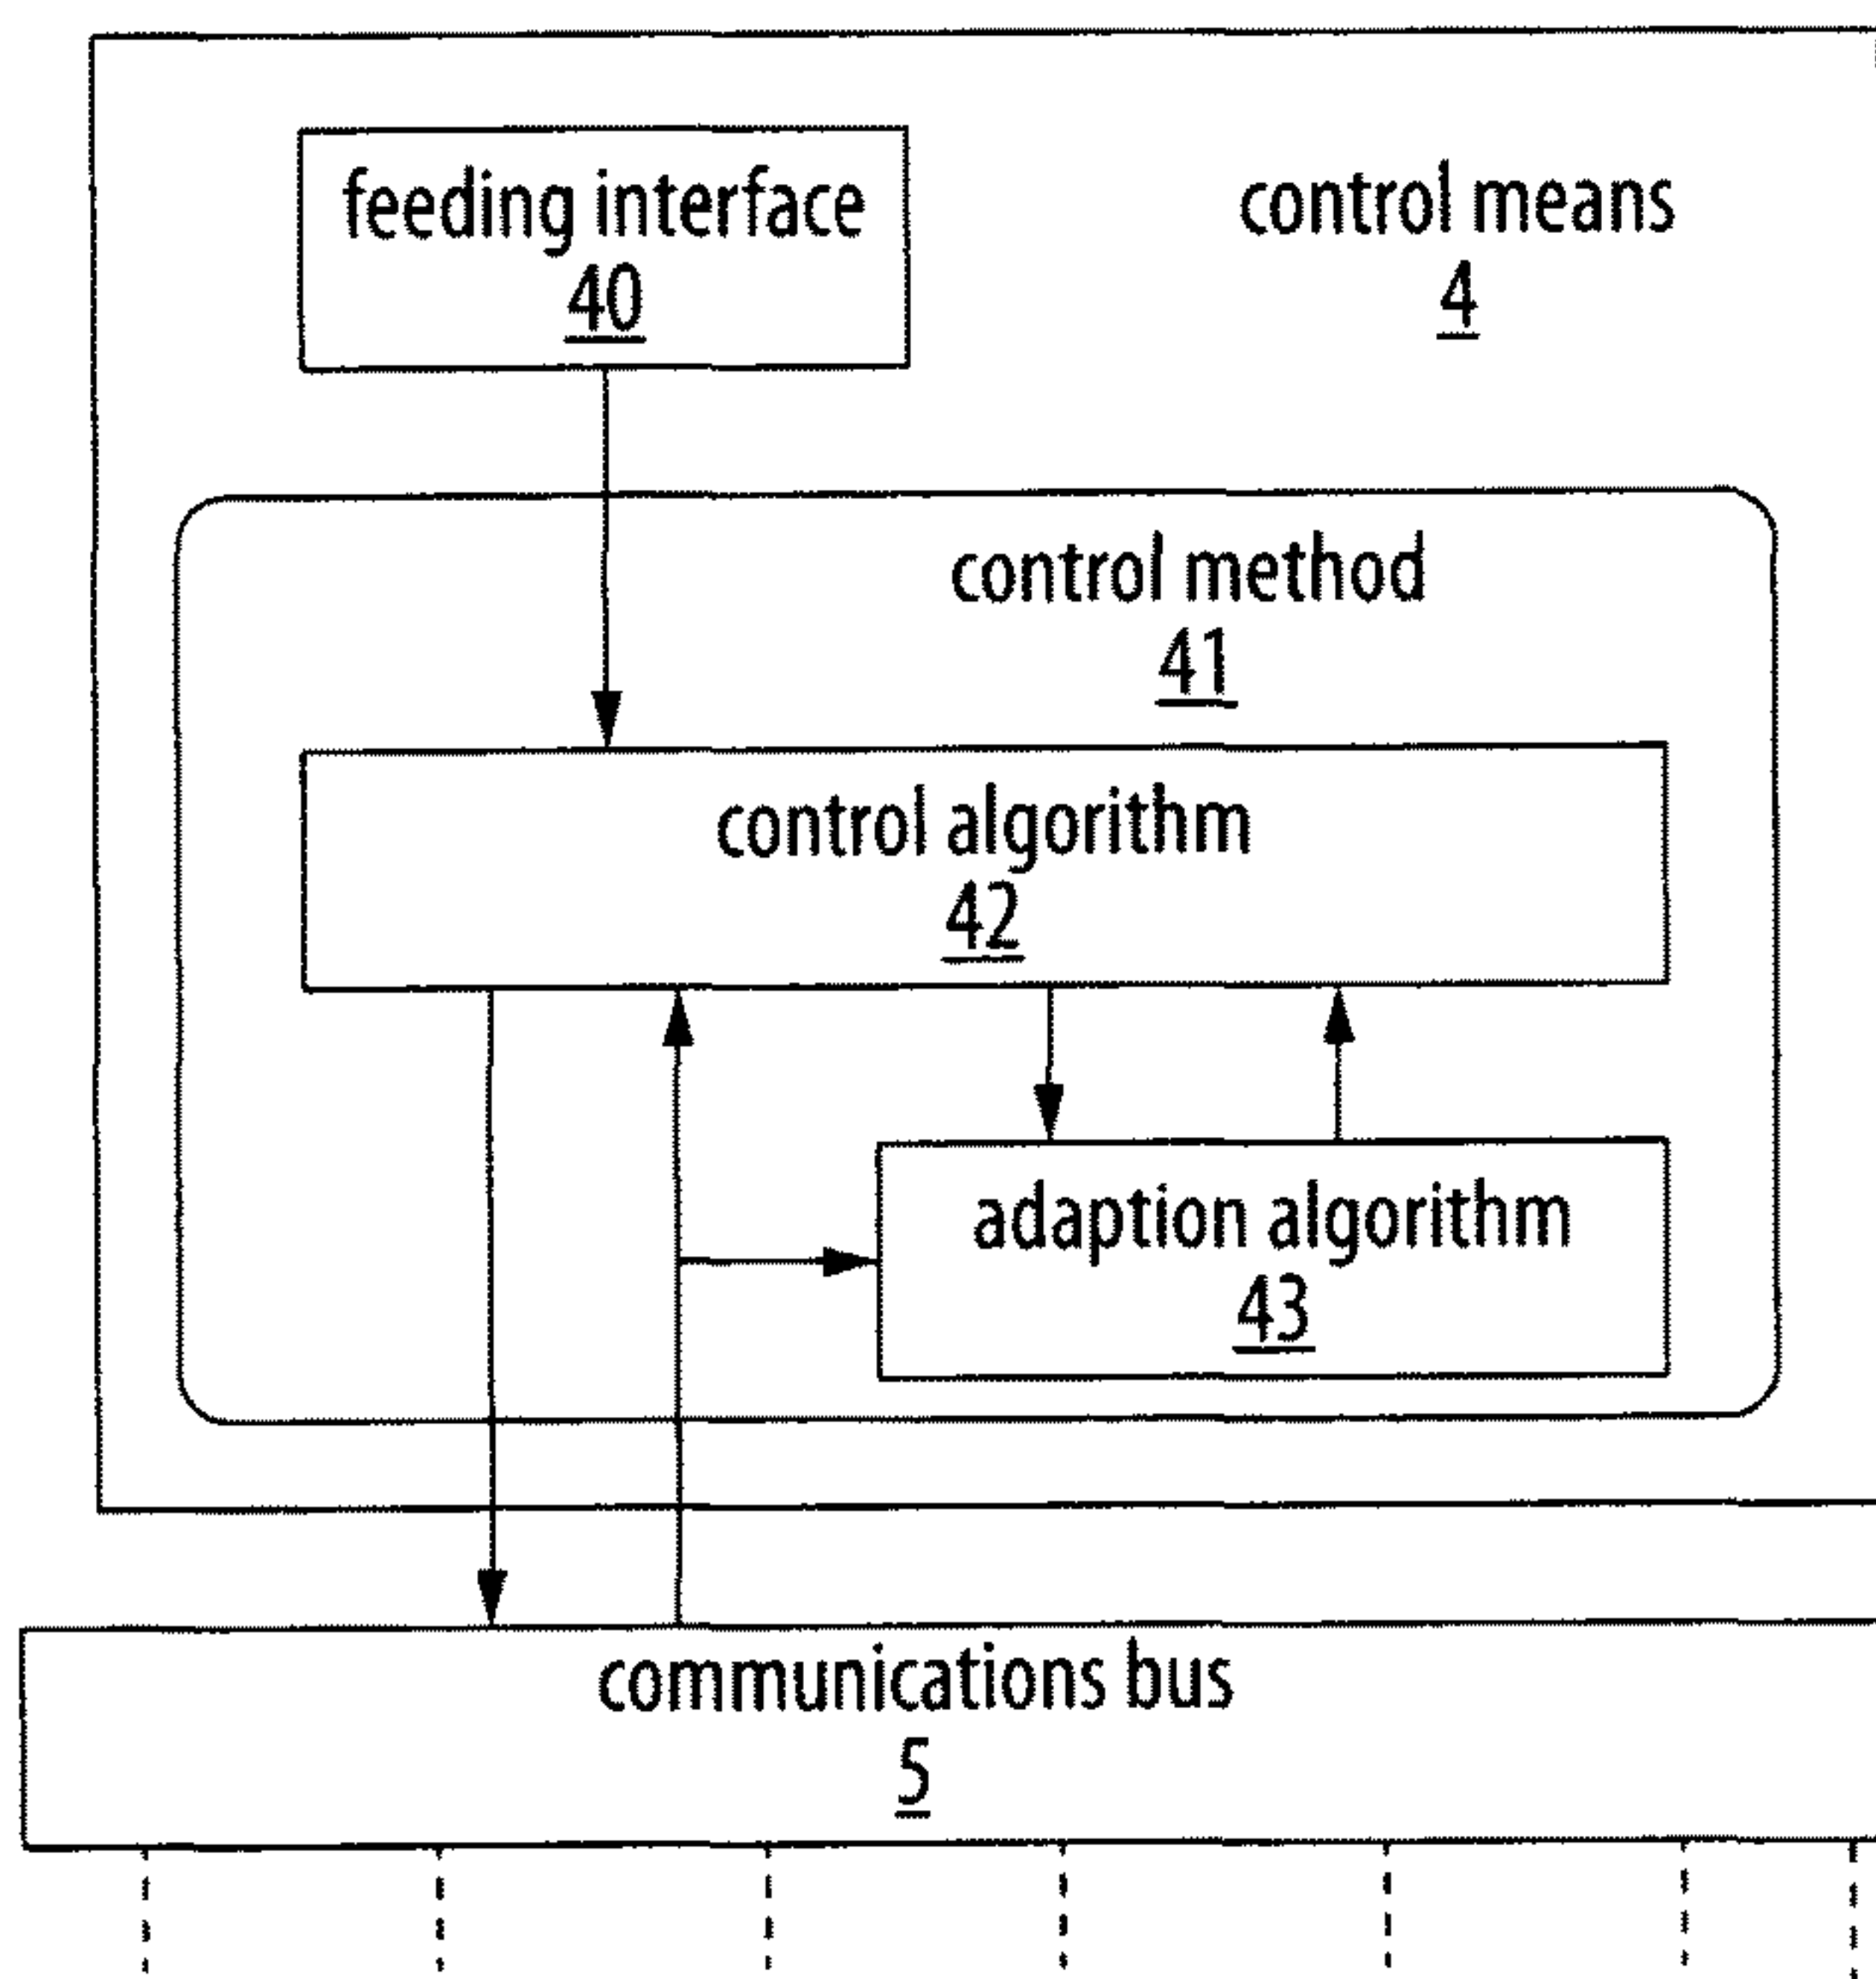 feeding interface
40
control means
4
control method
41
control algorithm
42
adaption algorithm
43
communications bus
5